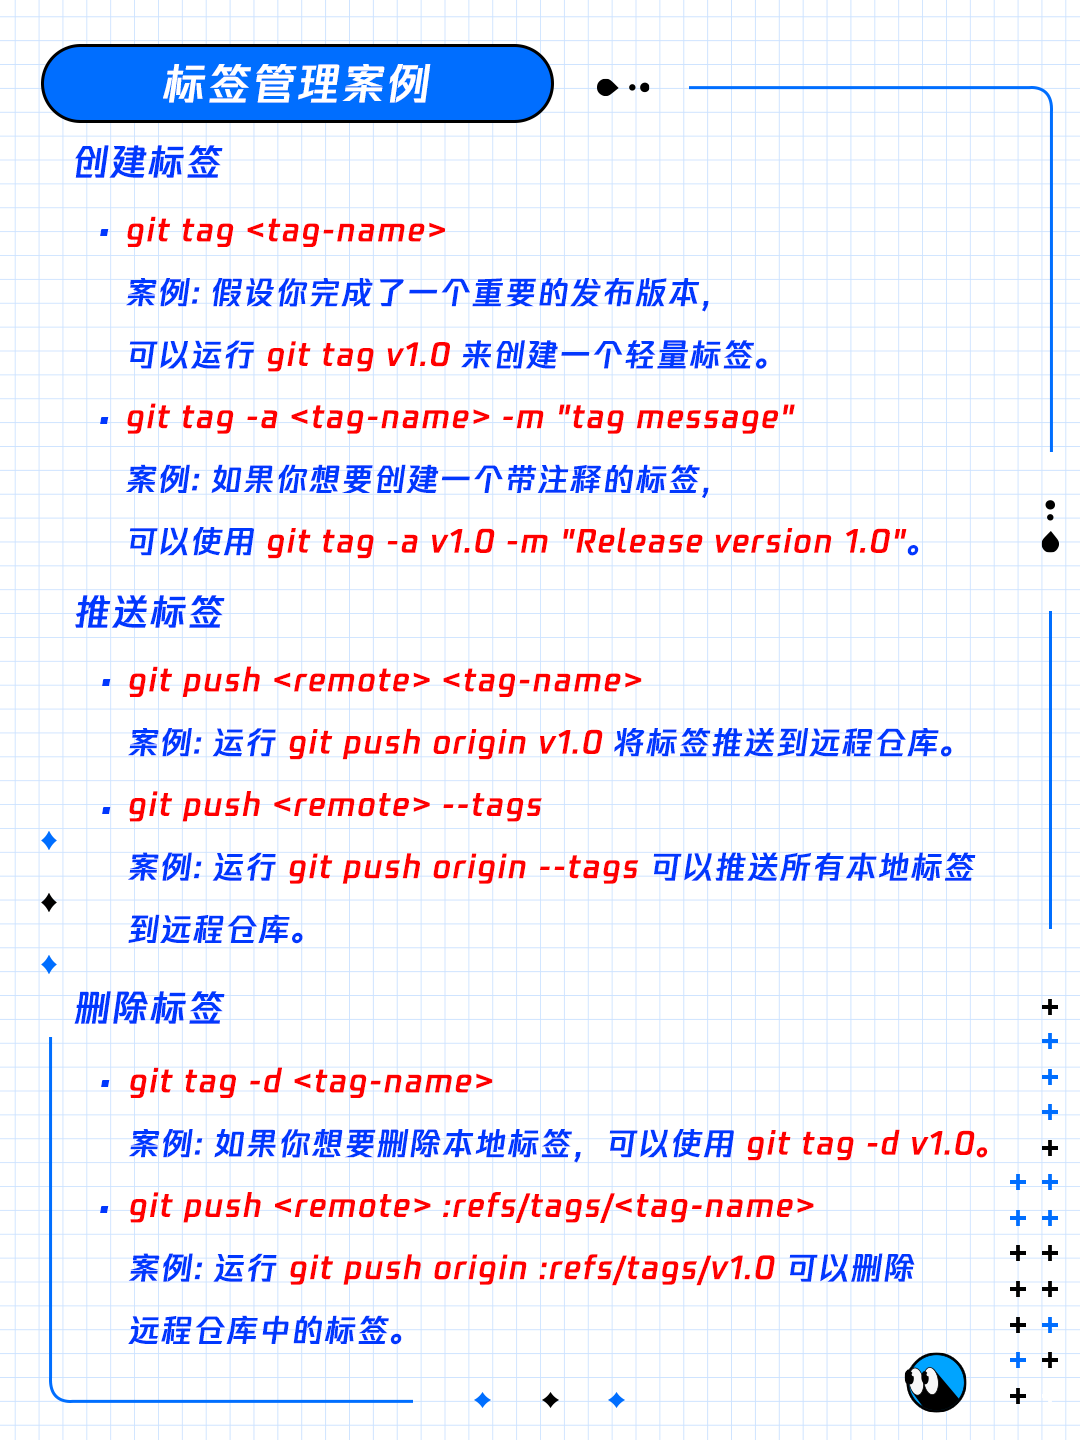 标签管理案例
创建标签
· git tag <tag-name>
案例: 假设你完成了一个重要的发布版本,
可以运行 git tag v1.0 来创建一个轻量标签。
· git tag -a <tag-name> -m "tag message"
案例: 如果你想要创建一个带注释的标签,
可以使用 git tag -a v1.0 -m "Release version 1.0"。
推送标签
· git push <remote> <tag-name>
案例: 运行 git push origin v1.0 将标签推送到远程仓库。
· git push <remote> --tags
案例: 运行 git push origin --tags 可以推送所有本地标签
到远程仓库。
删除标签
· git tag -d <tag-name>
案例: 如果你想要删除本地标签, 可以使用 git tag -d v1.0。
· git push <remote> :refs/tags/<tag-name>
案例: 运行 git push origin :refs/tags/v1.0 可以删除
远程仓库中的标签。